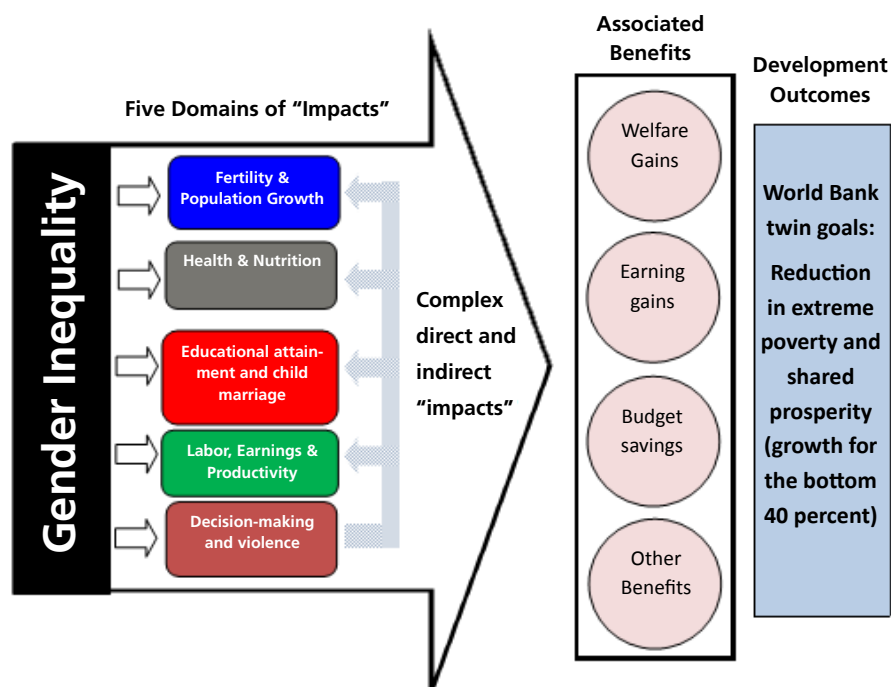 Gender Inequality
Five Domains of “Impacts”
Fertility &
Population Growth
Health & Nutrition
Educational attain-
ment and child
marriage
Labor, Earnings &
Productivity
Decision-making
and violence
Complex
direct and
indirect
“impacts”
Associated
Benefits
Welfare
Gains
Earning
gains
Budget
savings
Other
Benefits
Development
Outcomes
World Bank
twin goals:
Reduction
in extreme
poverty and
shared
prosperity
(growth for
the bottom
40 percent)